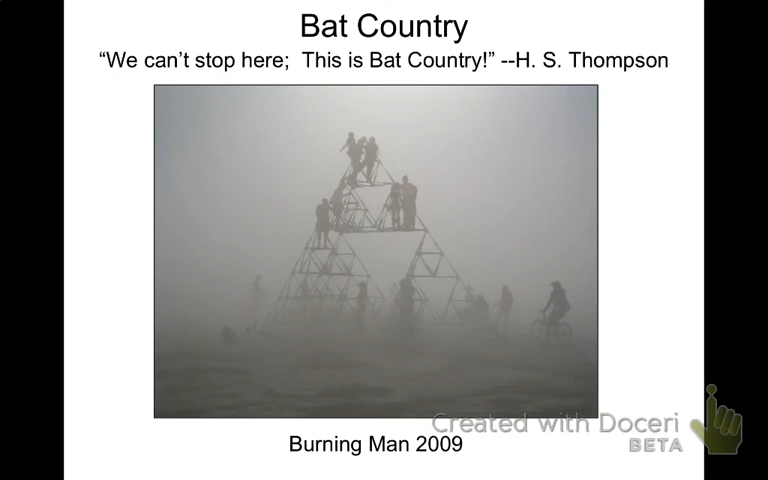 Bat Country
“We can’t stop here;  This is Bat Country!” --H. S. Thompson
Created with Doceri
BETA
Burning Man 2009